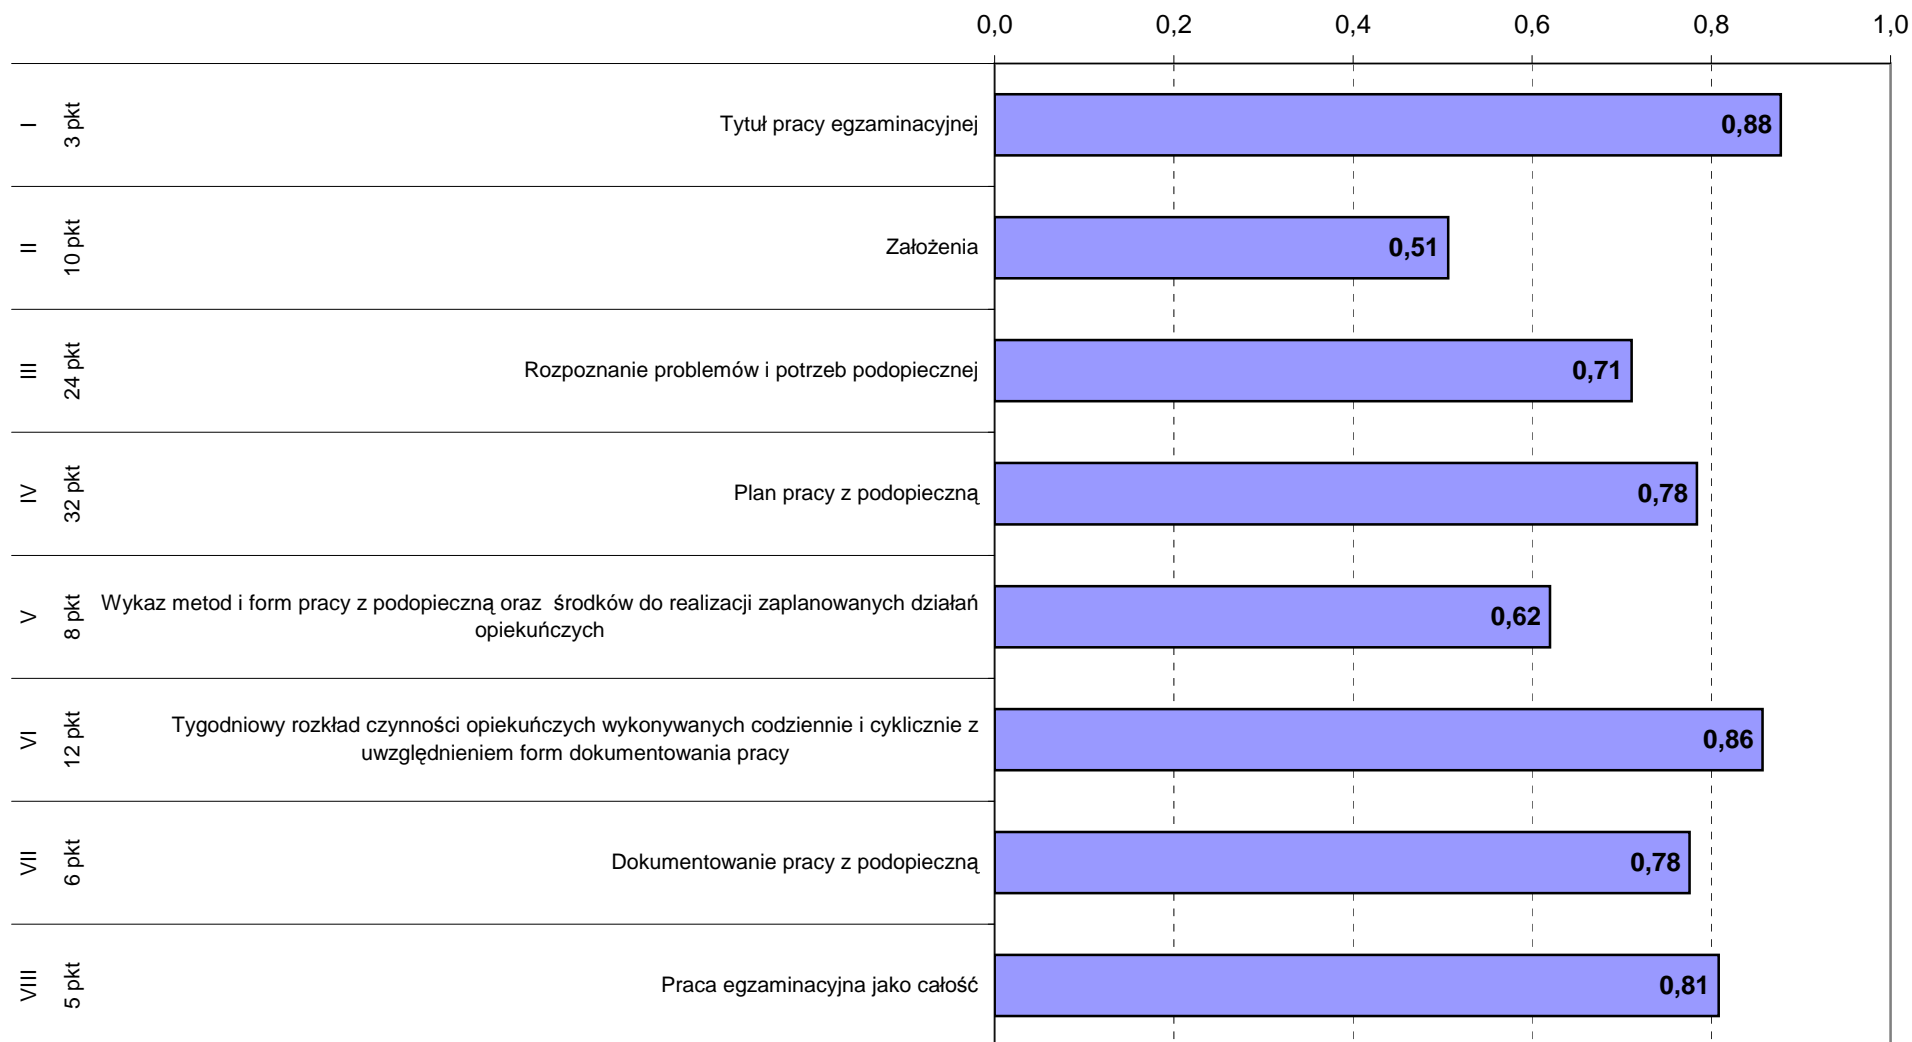 0,0 0,2 0,4 0,6 0,8 1,0
I 3 pkt Tytuł pracy egzaminacyjnej 0,88
II 10 pkt Założenia 0,51
III 24 pkt Rozpoznanie problemów i potrzeb podopiecznej 0,71
IV 32 pkt Plan pracy z podopieczną 0,78
V 8 pkt Wykaz metod i form pracy z podopieczną oraz środków do realizacji zaplanowanych działań
opiekuńczych 0,62
VI 12 pkt Tygodniowy rozkład czynności opiekuńczych wykonywanych codziennie i cyklicznie z
uwzględnieniem form dokumentowania pracy 0,86
VII 6 pkt Dokumentowanie pracy z podopieczną 0,78
VIII 5 pkt Praca egzaminacyjna jako całość 0,81